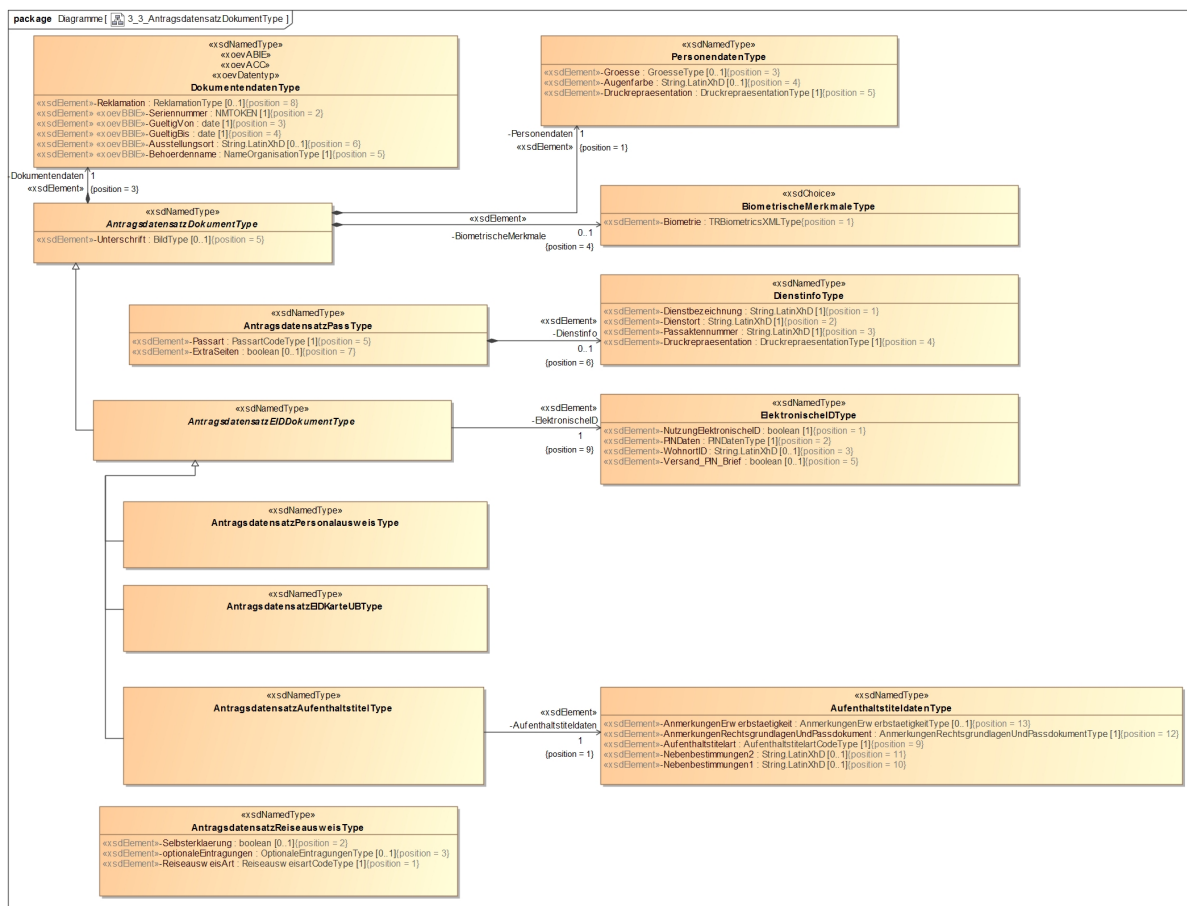 package Diagramme [ 3_3_AntragsdatensatzDokumentType ]
«xsdNamedType»
«xoevABIE»
«xoevACC»
«xoevDatentyp»
DokumentendatenType
«xsdElement»-Reklamation : ReklamationType [0..1]{position = 8}
«xsdElement» «xoevBBIE»-Seriennummer : NMTOKEN [1]{position = 2}
«xsdElement» «xoevBBIE»-GueltigVon : date [1]{position = 3}
«xsdElement» «xoevBBIE»-GueltigBis : date [1]{position = 4}
«xsdElement» «xoevBBIE»-Ausstellungsort : String.LatinXhD [1]{position = 6}
«xsdElement» «xoevBBIE»-Behoerdenname : NameOrganisationType [1]{position = 5}
«xsdNamedType»
PersonendatenType
«xsdElement»-Groesse : GroesseType [0..1]{position = 3}
«xsdElement»-Augenfarbe : String.LatinXhD [1]{position = 4}
«xsdElement»-Druckrepraesentation : DruckrepraesentationType [1]{position = 5}
-Personendaten 1
«xsdElement» {position = 1}
-Dokumentendaten 1
«xsdElement» {position = 3}
«xsdNamedType»
AntragsdatensatzDokumentType
«xsdElement»-Unterschrift : BildType [0..1]{position = 5}
«xsdElement»
-BiometrischeMerkmale 0..1
{position = 4}
«xsdChoice»
BiometrischeMerkmaleType
«xsdElement»-Biometrie : TRBiometricsXMLType{position = 1}
«xsdNamedType»
AntragsdatensatzPassType
«xsdElement»-Passart : PassartCodeType [1]{position = 5}
«xsdElement»-ExtraSeiten : boolean [0..1]{position = 7}
«xsdElement»
-Dienstinfo
0..1
{position = 6}
«xsdNamedType»
DienstinfoType
«xsdElement»-Dienstbezeichnung : String.LatinXhD [1]{position = 1}
«xsdElement»-Dienstort : String.LatinXhD [1]{position = 2}
«xsdElement»-Passaktennummer : String.LatinXhD [1]{position = 3}
«xsdElement»-Druckrepraesentation : DruckrepraesentationType [1]{position = 4}
«xsdNamedType»
AntragsdatensatzEIDDokumentType
«xsdElement»
-ElektronischeID
1
{position = 9}
«xsdNamedType»
ElektronischeIDType
«xsdElement»-NutzungElektronischeID : boolean [1]{position = 1}
«xsdElement»-PINDaten : PINDatenType [1]{position = 2}
«xsdElement»-WohnortID : String.LatinXhD [0..1]{position = 3}
«xsdElement»-Versand_PIN_Brief : boolean [0..1]{position = 5}
«xsdNamedType»
AntragsdatensatzPersonalausweisType
«xsdNamedType»
AntragsdatensatzEIDKarteUBType
«xsdNamedType»
AntragsdatensatzAufenthaltstitelType
«xsdElement»
-Aufenthaltstiteldaten
1
{position = 1}
«xsdNamedType»
AufenthaltstiteldatenType
«xsdElement»-AnmerkungenErwerbstaetigkeit : AnmerkungenErwerbstaetigkeitType [0..1]{position = 13}
«xsdElement»-AnmerkungenRechtsgrundlagenUndPassdokument : AnmerkungenRechtsgrundlagenUndPassdokumentType [1]{position = 12}
«xsdElement»-Aufenthaltstitelart : AufenthaltstitelartCodeType [1]{position = 9}
«xsdElement»-Nebenbestimmungen2 : String.LatinXhD [0..1]{position = 11}
«xsdElement»-Nebenbestimmungen1 : String.LatinXhD [0..1]{position = 10}
«xsdNamedType»
AntragsdatensatzReiseausweisType
«xsdElement»-Selbsterklaerung : boolean [0..1]{position = 2}
«xsdElement»-optionaleEintragungen : OptionaleEintragungenType [0..1]{position = 3}
«xsdElement»-ReiseausweisArt : ReiseausweisartCodeType [1]{position = 1}